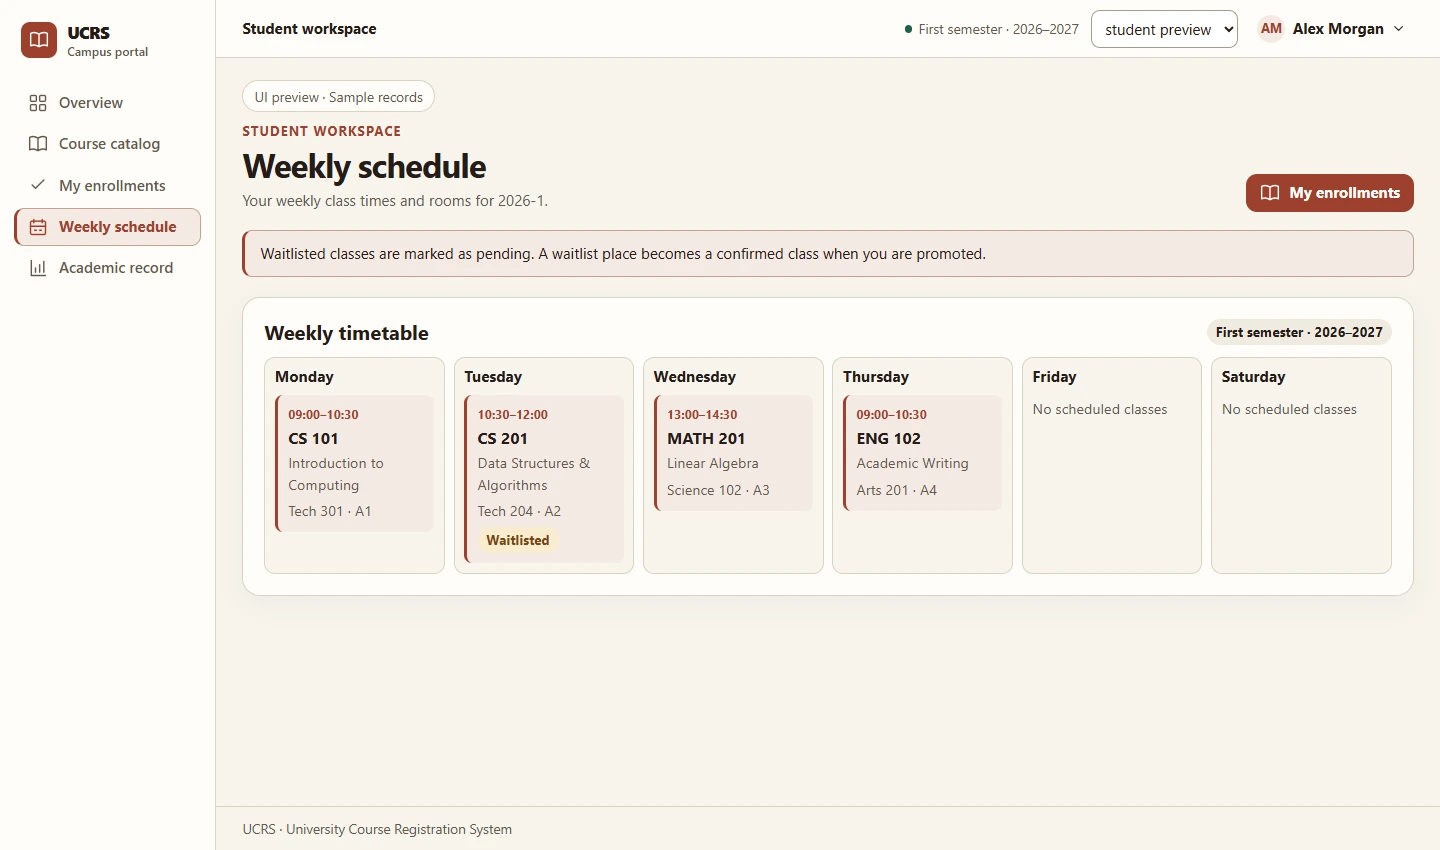 UCRS
Campus portal
Overview
Course catalog
My enrollments
Weekly schedule
Academic record
Student workspace
First semester · 2026–2027
student preview
AM
Alex Morgan
UI preview · Sample records
STUDENT WORKSPACE
Weekly schedule
Your weekly class times and rooms for 2026-1.
My enrollments
Waitlisted classes are marked as pending. A waitlist place becomes a confirmed class when you are promoted.
Weekly timetable
First semester · 2026–2027
Monday
09:00–10:30
CS 101
Introduction to
Computing
Tech 301 · A1
Tuesday
10:30–12:00
CS 201
Data Structures &
Algorithms
Tech 204 · A2
Waitlisted
Wednesday
13:00–14:30
MATH 201
Linear Algebra
Science 102 · A3
Thursday
09:00–10:30
ENG 102
Academic Writing
Arts 201 · A4
Friday
No scheduled classes
Saturday
No scheduled classes
UCRS · University Course Registration System